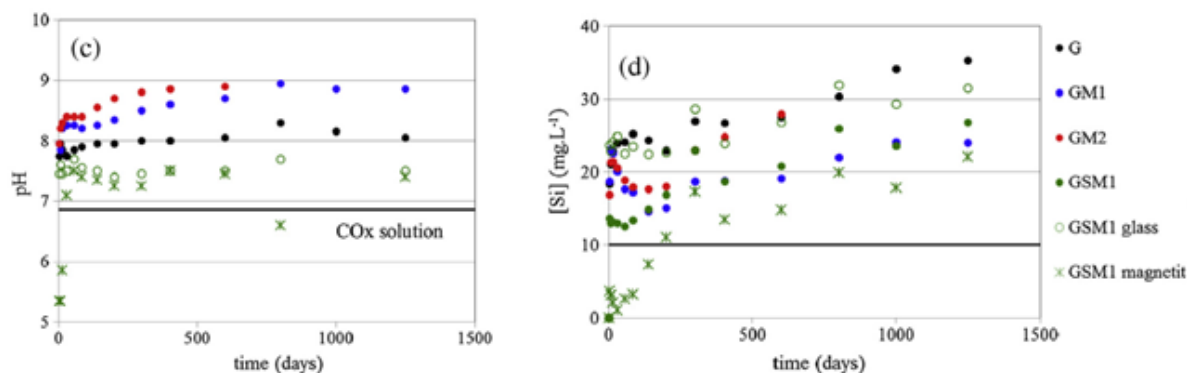 (c)
10
9
8
7
6
5
pH
COx solution
0
500
1000
1500
time (days)
(d)
40
30
20
10
0
[Si] (mg.L⁻¹)
0
500
1000
1500
time (days)
G
GM1
GM2
GSM1
GSM1 glass
GSM1 magnetit